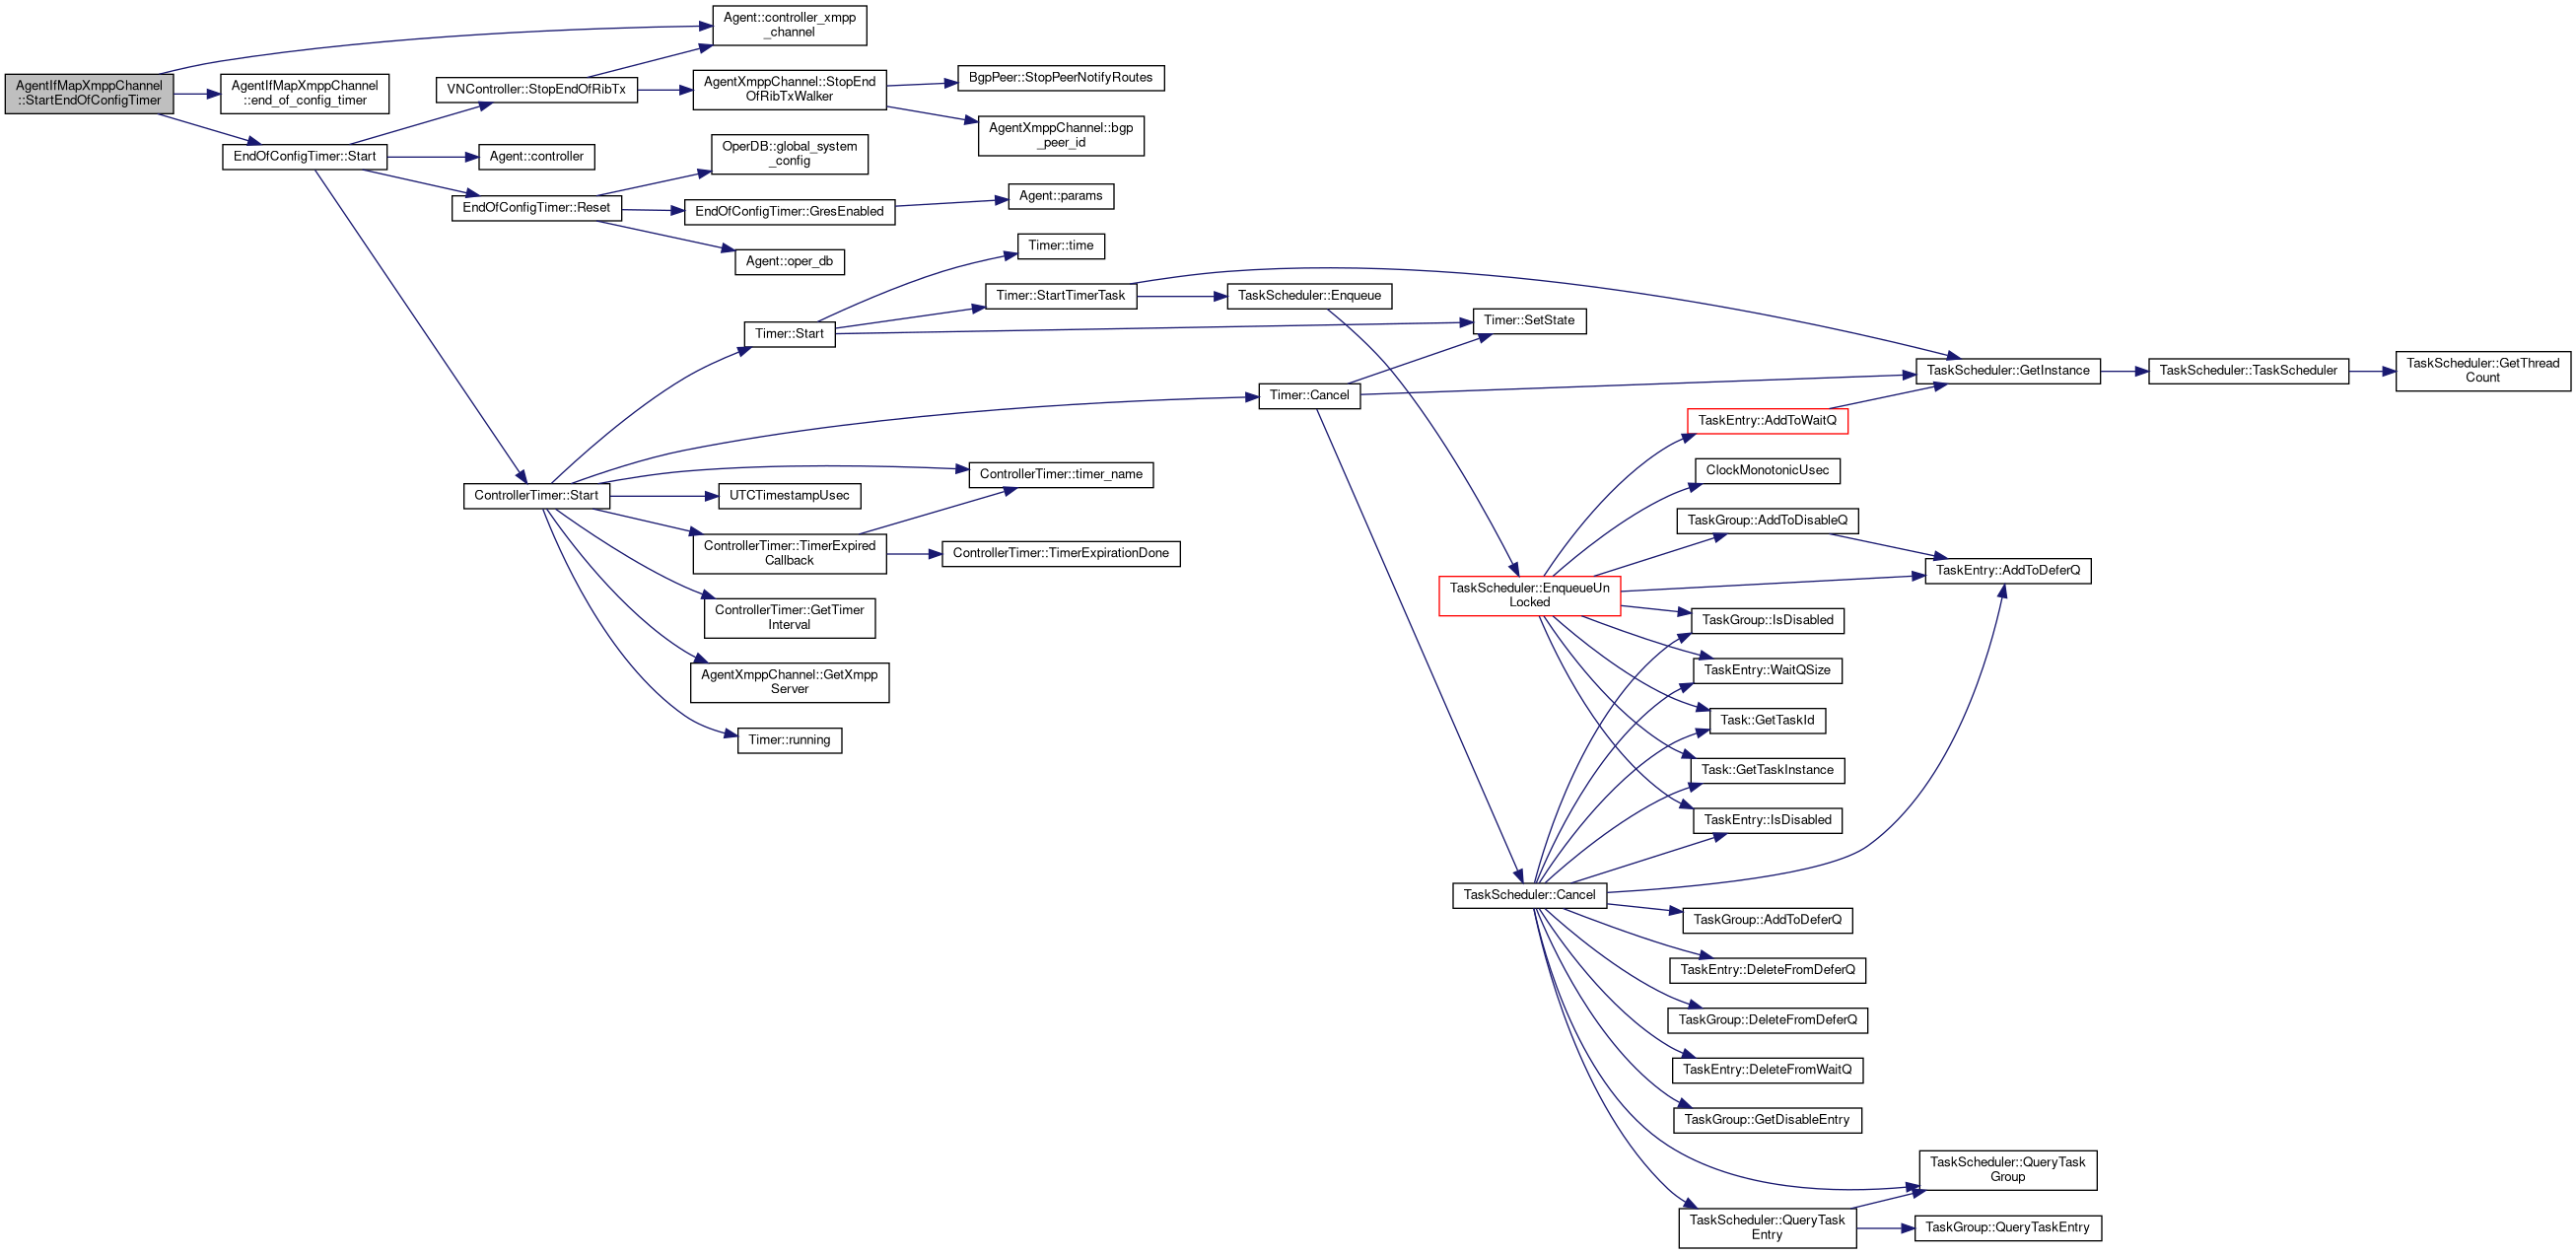 AgentIfMapXmppChannel
::StartEndOfConfigTimer
Agent::controller_xmpp
_channel
AgentIfMapXmppChannel
::end_of_config_timer
EndOfConfigTimer::Start
VNController::StopEndOfRibTx
AgentXmppChannel::StopEnd
OfRibTxWalker
BgpPeer::StopPeerNotifyRoutes
AgentXmppChannel::bgp
_peer_id
Agent::controller
EndOfConfigTimer::Reset
OperDB::global_system
_config
EndOfConfigTimer::GresEnabled
Agent::params
Agent::oper_db
ControllerTimer::Start
Timer::Start
Timer::time
Timer::StartTimerTask
TaskScheduler::Enqueue
Timer::SetState
Timer::Cancel
TaskScheduler::GetInstance
TaskScheduler::TaskScheduler
TaskScheduler::GetThread
Count
ControllerTimer::timer_name
UTCTimestampUsec
ControllerTimer::TimerExpired
Callback
ControllerTimer::TimerExpirationDone
ControllerTimer::GetTimer
Interval
AgentXmppChannel::GetXmpp
Server
Timer::running
TaskScheduler::EnqueueUn
Locked
TaskEntry::AddToWaitQ
ClockMonotonicUsec
TaskGroup::AddToDisableQ
TaskEntry::AddToDeferQ
TaskGroup::IsDisabled
TaskEntry::WaitQSize
Task::GetTaskId
Task::GetTaskInstance
TaskEntry::IsDisabled
TaskScheduler::Cancel
TaskGroup::AddToDeferQ
TaskEntry::DeleteFromDeferQ
TaskGroup::DeleteFromDeferQ
TaskEntry::DeleteFromWaitQ
TaskGroup::GetDisableEntry
TaskScheduler::QueryTask
Group
TaskScheduler::QueryTask
Entry
TaskGroup::QueryTaskEntry